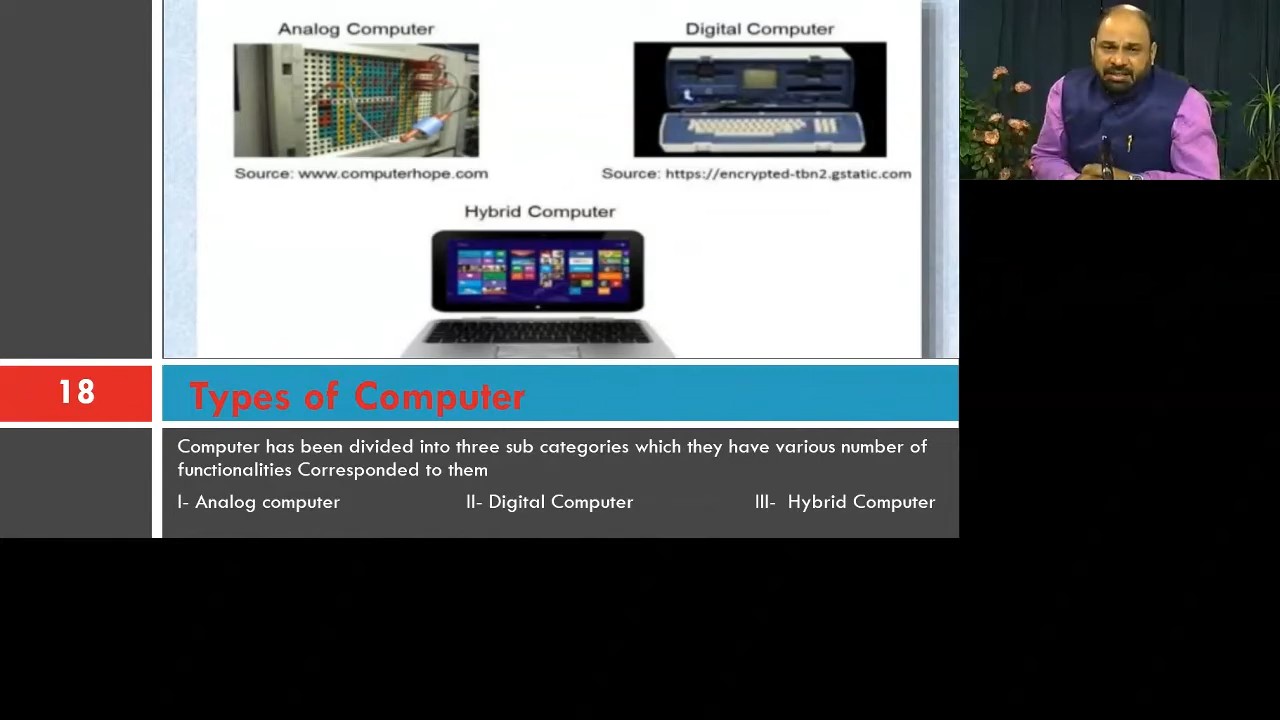 Analog Computer
Digital Computer
Source: www.computerhope.com
Source: https://encrypted-tbn2.gstatic.com
Hybrid Computer
18
Types of Computer
Computer has been divided into three sub categories which they have various number of
functionalities Corresponded to them
I- Analog computer
II- Digital Computer
III- Hybrid Computer